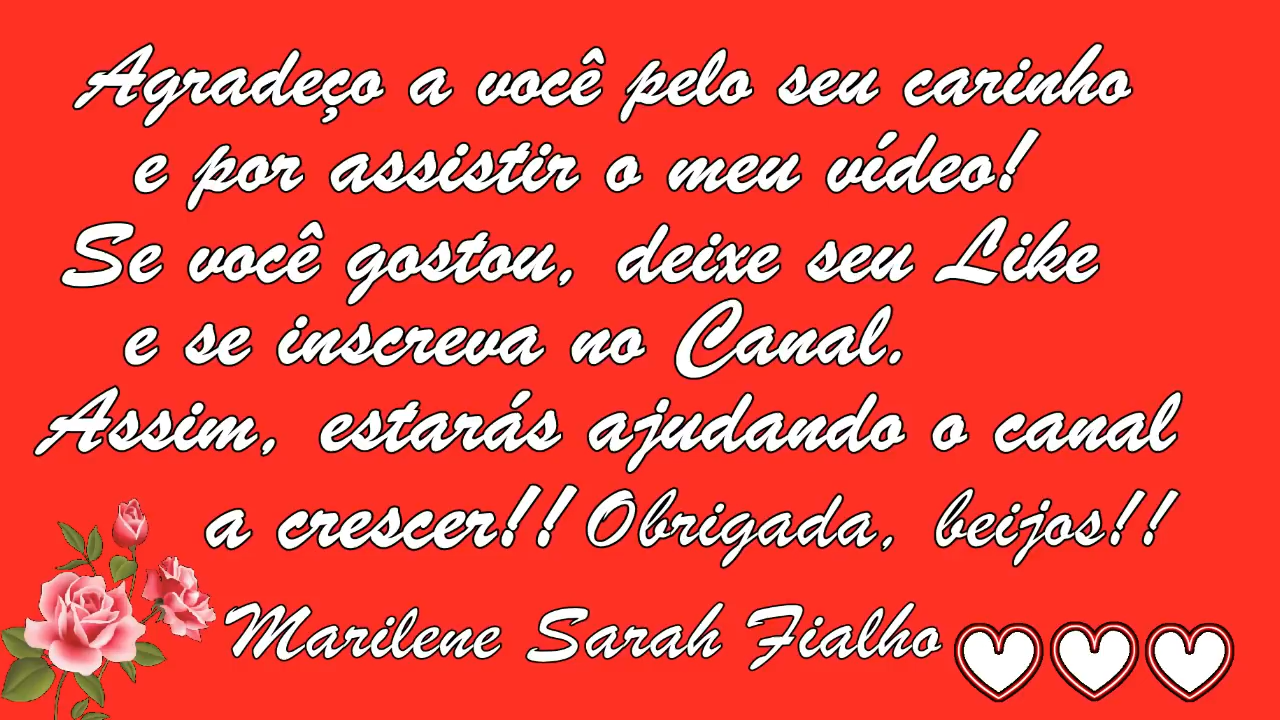 Agradeço a você pelo seu carinho
e por assistir o meu vídeo!
Se você gostou, deixe seu Like
e se inscreva no Canal.
Assim, estarás ajudando o canal
a crescer!! Obrigada, beijos!!
Marilene Sarah Fialho